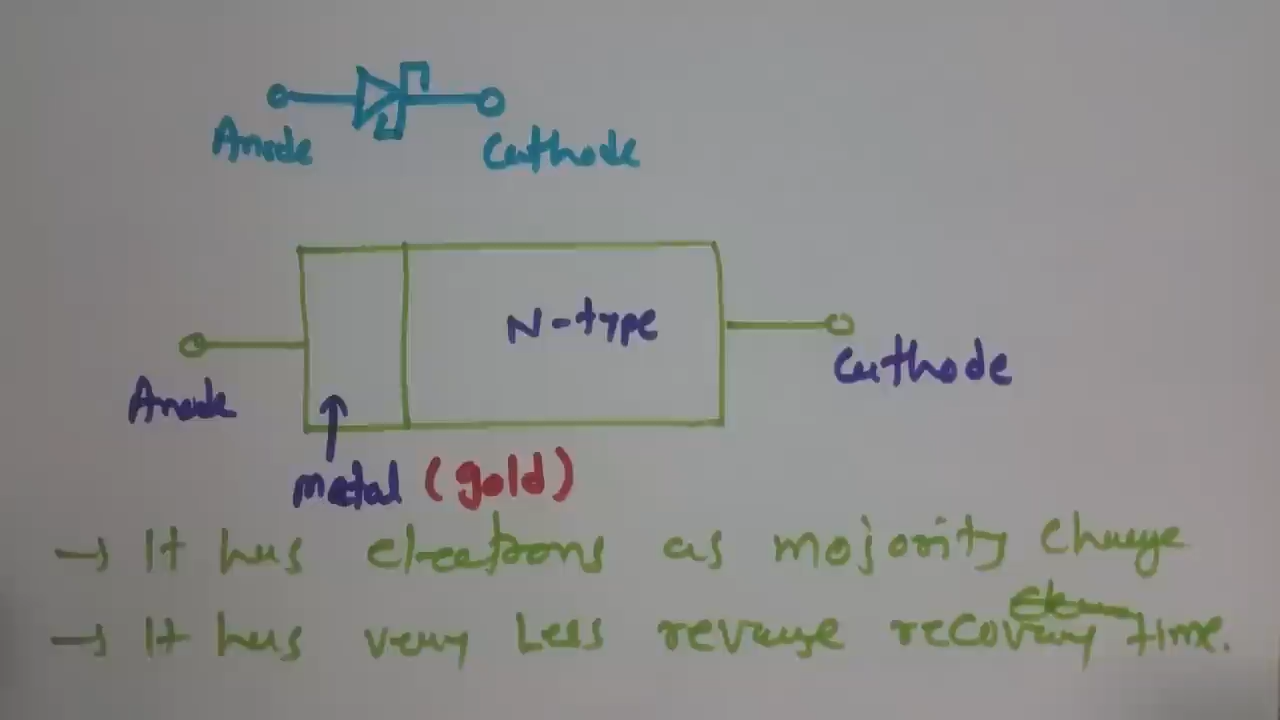 Anode Cathode
N-type
Cathode
Anode
metal (gold)
→ It has electrons as mojority charge
→ It has very Less reverse recovery time.